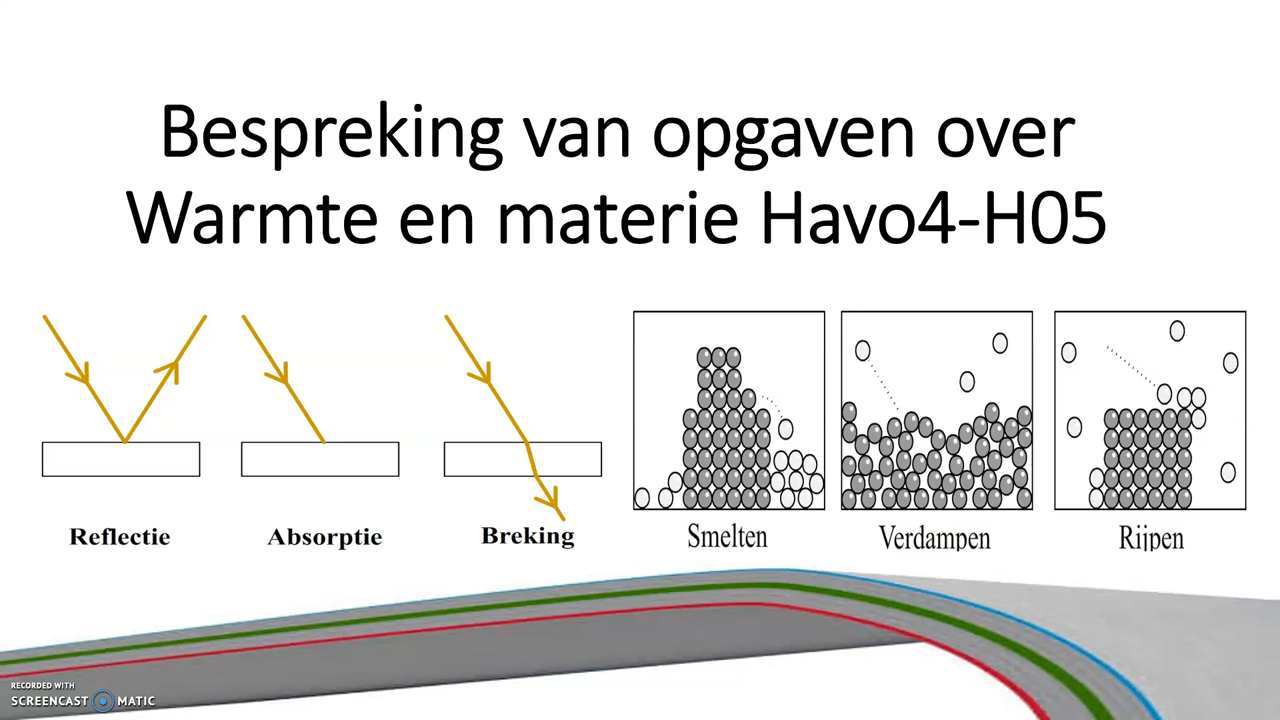 Bespreking van opgaven over
Warmte en materie Havo4-H05
Reflectie
Absorptie
Breking
Smelten
Verdampen
Rijpen
RECORDED WITH
SCREENCAST MATIC